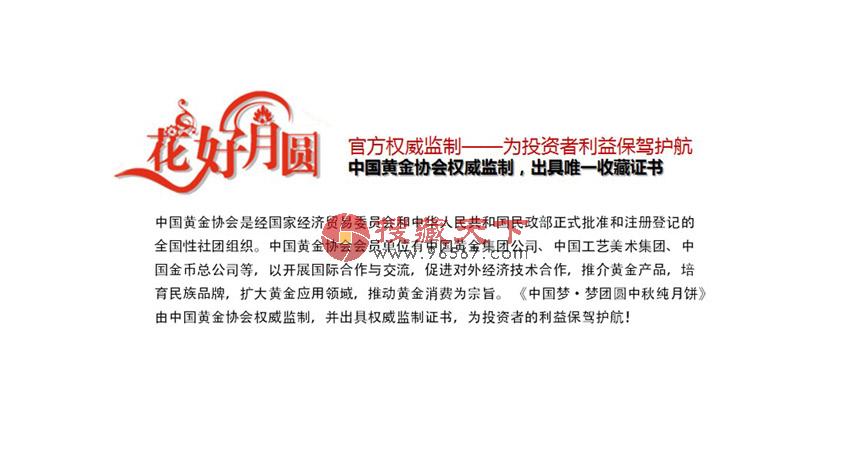 花好月圆
官方权威监制——为投资者利益保驾护航
中国黄金协会权威监制，出具唯一收藏证书
中国黄金协会是经国家经济贸易委员会和中华人民共和国民政部正式批准和注册登记的
全国性社团组织。中国黄金协会会员单位有中国黄金集团公司、中国工艺美术集团、中
国金币总公司等，以开展国际合作与交流，促进对外经济技术合作，推介黄金产品，培
育民族品牌，扩大黄金应用领域，推动黄金消费为宗旨。《中国梦·梦团圆中秋纯月饼》
由中国黄金协会权威监制，并出具权威监制证书，为投资者的利益保驾护航！
搜藏天下
www.96567.com